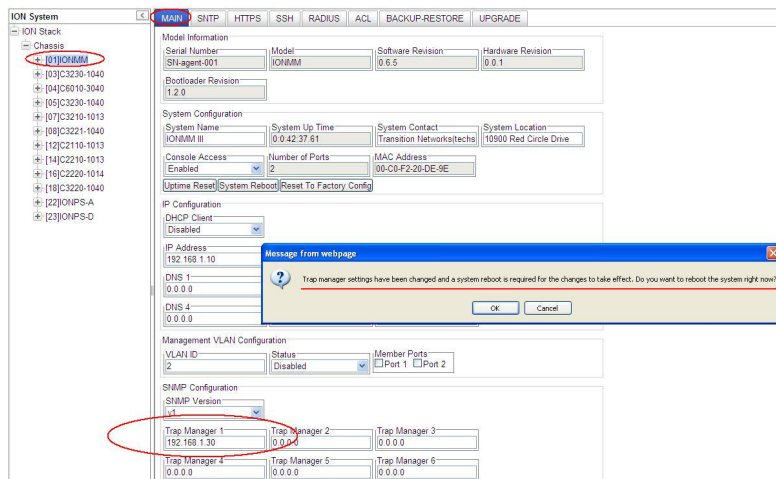 ION System
ION Stack
Chassis
[01]IONMM
[03]C3230-1040
[04]C6010-3040
[05]C3230-1040
[07]C3210-1013
[08]C3221-1040
[12]C2110-1013
[14]C2210-1013
[16]C2220-1014
[18]C3220-1040
[22]IONPS-A
[23]IONPS-D
MAIN SNTP HTTPS SSH RADIUS ACL BACKUP-RESTORE UPGRADE
Model Information
Serial Number Model Software Revision Hardware Revision
SN-agent-001 IONMM 0.6.5 0.0.1
Bootloader Revision
1.2.0
System Configuration
System Name System Up Time System Contact System Location
IONMM III 0:0:42:37.61 Transition Networks(techs 10900 Red Circle Drive
Console Access Number of Ports MAC Address
Enabled 2 00-C0-F2-20-DE-9E
Uptime Reset System Reboot Reset To Factory Config
IP Configuration
DHCP Client
Disabled
IP Address
192.168.1.10
DNS 1
0.0.0.0
DNS 4
0.0.0.0
Message from webpage
Trap manager settings have been changed and a system reboot is required for the changes to take effect. Do you want to reboot the system right now?
OK Cancel
Management VLAN Configuration
VLAN ID Status Member Ports
2 Disabled Port 1 Port 2
SNMP Configuration
SNMP Version
v1
Trap Manager 1 Trap Manager 2 Trap Manager 3
192.168.1.30 0.0.0.0 0.0.0.0
Trap Manager 4 Trap Manager 5 Trap Manager 6
0.0.0.0 0.0.0.0 0.0.0.0